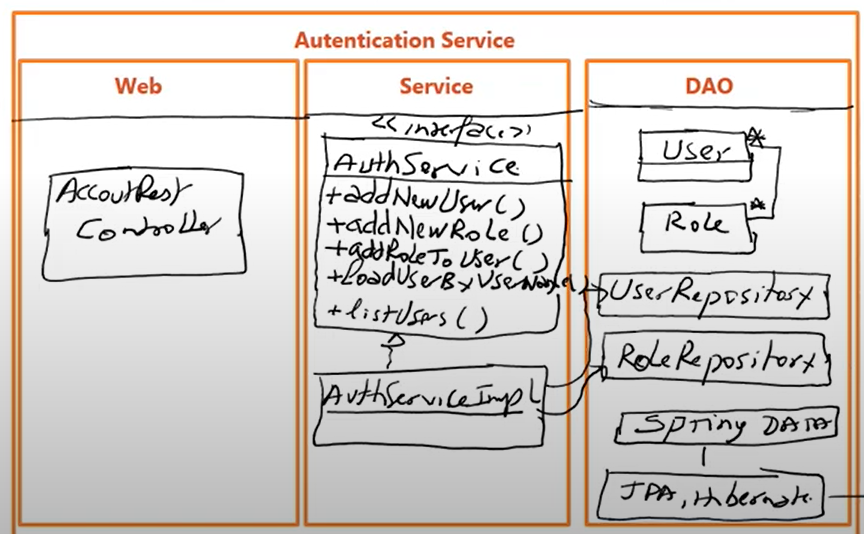 Autentication Service
Web
Service
DAO
AccoutRest
Controller
<<interface>>
AuthService
+addNewUser()
+addNewRole()
+addRoleToUser()
+LoadUserByUserName()
+listUsers()
AuthServiceImpL
User
*
Role
*
UserRepository
RoleRepository
Spring DATA
JPA, Hibernate